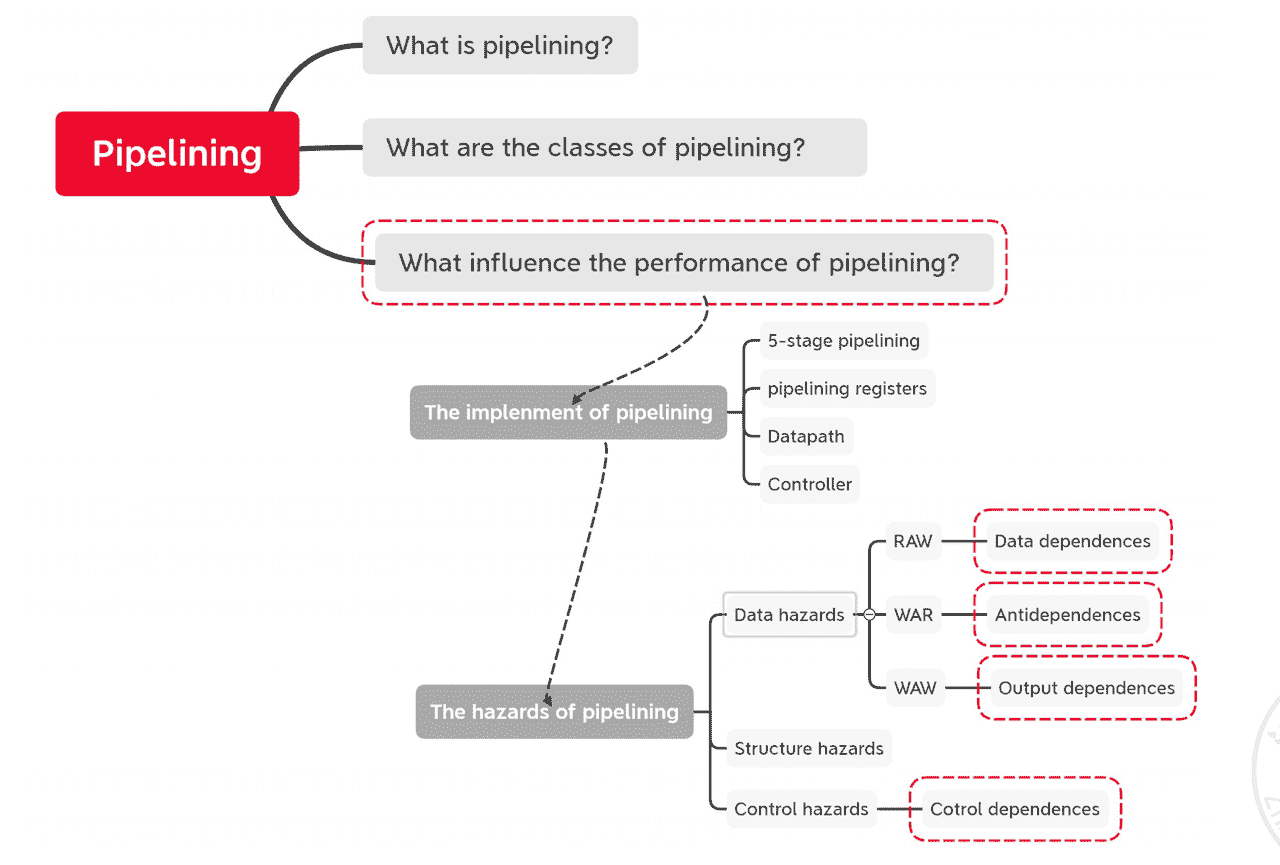 What is pipelining?
Pipelining
What are the classes of pipelining?
What influence the performance of pipelining?
5-stage pipelining
pipelining registers
The implenment of pipelining
Datapath
Controller
RAW
Data dependences
Data hazards
WAR
Antidependences
WAW
Output dependences
The hazards of pipelining
Structure hazards
Control hazards
Cotrol dependences